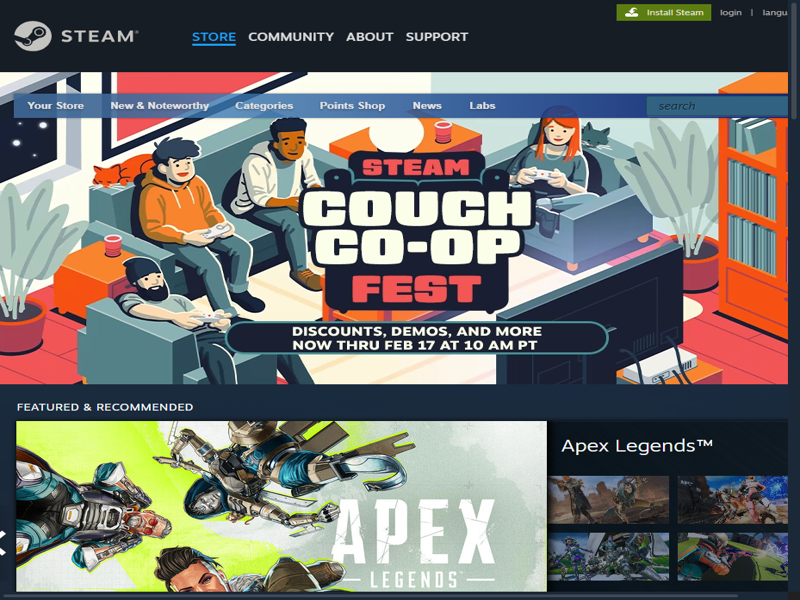 Install Steam login | langu
STEAM®
STORE COMMUNITY ABOUT SUPPORT
Your Store New & Noteworthy Categories Points Shop News Labs search
STEAM
COUCH
CO-OP
FEST
DISCOUNTS, DEMOS, AND MORE
NOW THRU FEB 17 AT 10 AM PT
FEATURED & RECOMMENDED
Apex Legends™
APEX
LEGENDS™